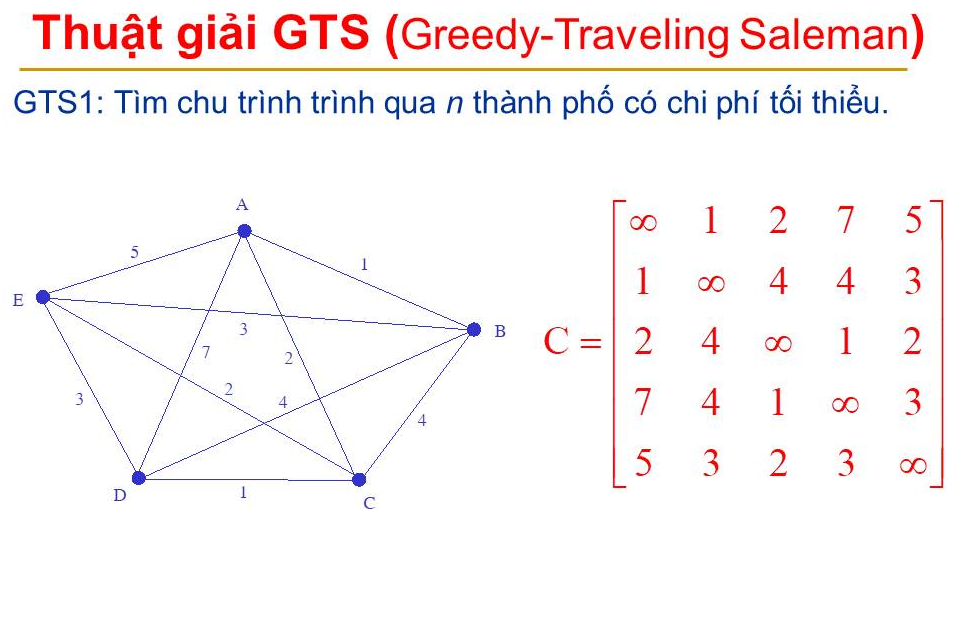 Thuật giải GTS (Greedy-Traveling Saleman)
GTS1: Tìm chu trình trình qua n thành phố có chi phí tối thiểu.
A
5
1
E
B
3
7
2
2
4
3
4
D
1
C
C =
∞ 1 2 7 5
1 ∞ 4 4 3
2 4 ∞ 1 2
7 4 1 ∞ 3
5 3 2 3 ∞